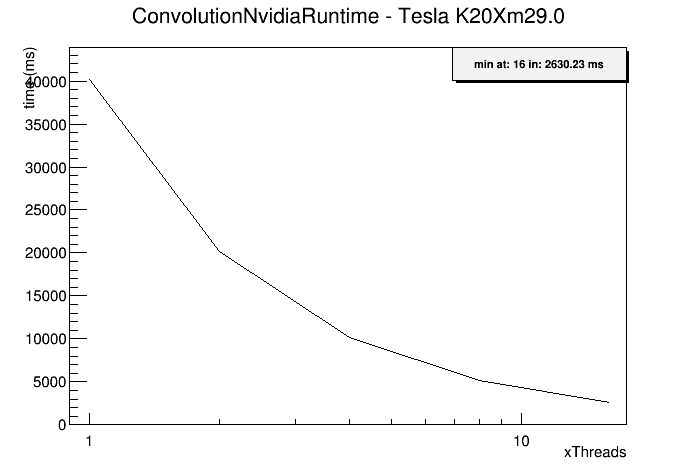 ConvolutionNvidiaRuntime - Tesla K20Xm29.0
time (ms)
min at: 16 in: 2630.23 ms
40000
35000
30000
25000
20000
15000
10000
5000
0
1
10
xThreads